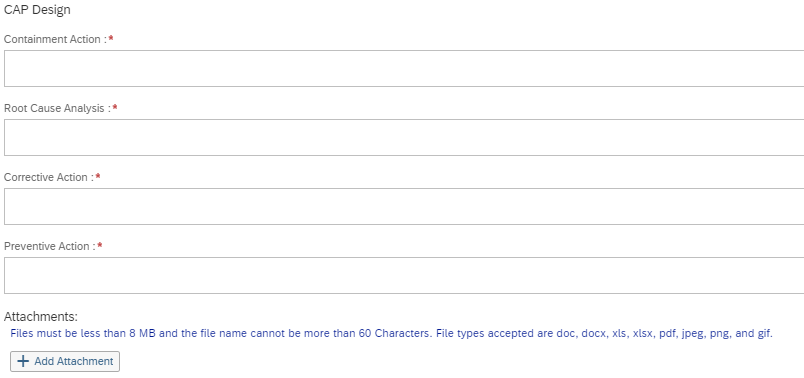 CAP Design
Containment Action :*
Root Cause Analysis :*
Corrective Action :*
Preventive Action :*
Attachments:
Files must be less than 8 MB and the file name cannot be more than 60 Characters. File types accepted are doc, docx, xls, xlsx, pdf, jpeg, png, and gif.
+ Add Attachment